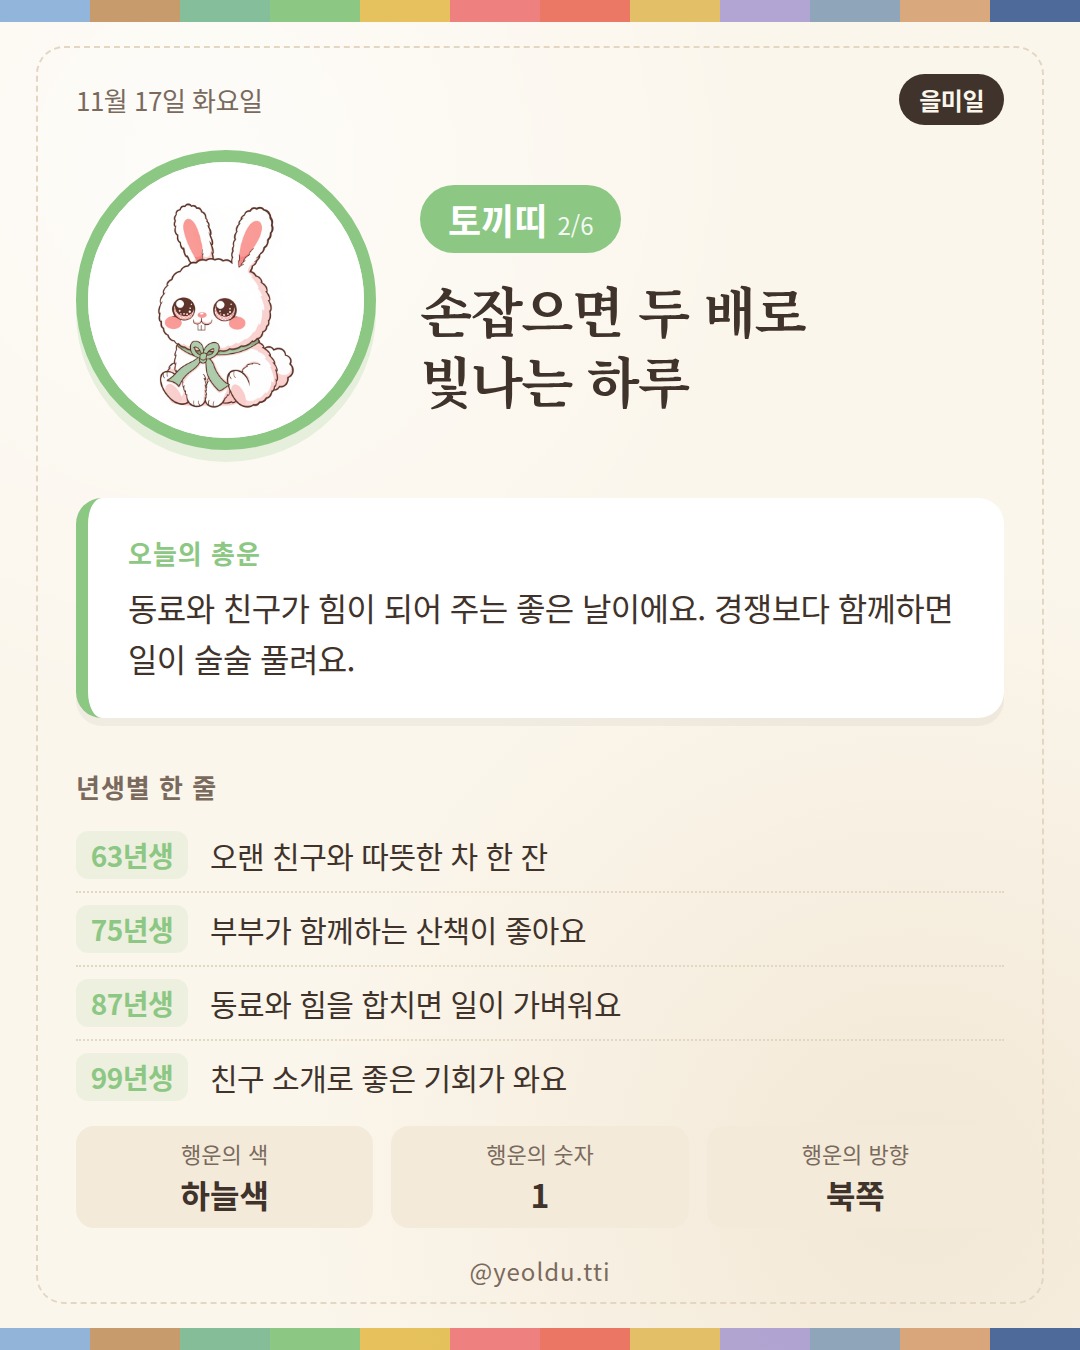 11월 17일 화요일
을미일
토끼띠 2/6
손잡으면 두 배로
빛나는 하루
오늘의 총운
동료와 친구가 힘이 되어 주는 좋은 날이에요. 경쟁보다 함께하면
일이 술술 풀려요.
년생별 한 줄
63년생 오랜 친구와 따뜻한 차 한 잔
75년생 부부가 함께하는 산책이 좋아요
87년생 동료와 힘을 합치면 일이 가벼워요
99년생 친구 소개로 좋은 기회가 와요
행운의 색
하늘색
행운의 숫자
1
행운의 방향
북쪽
@yeoldu.tti